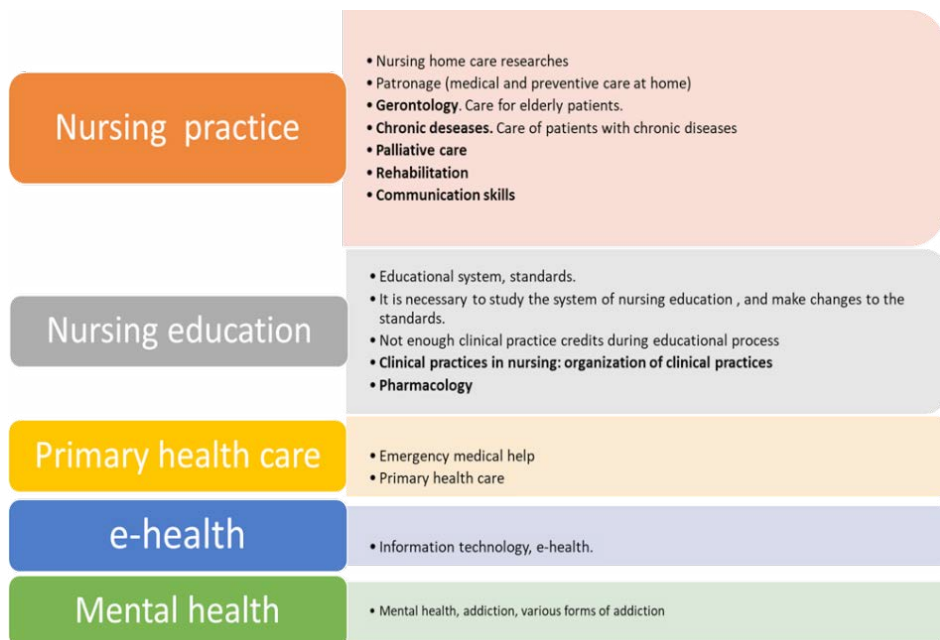 Nursing practice
• Nursing home care researches
• Patronage (medical and preventive care at home)
• Gerontology. Care for elderly patients.
• Chronic deseases. Care of patients with chronic diseases
• Palliative care
• Rehabilitation
• Communication skills
Nursing education
• Educational system, standards.
• It is necessary to study the system of nursing education , and make changes to the
standards.
• Not enough clinical practice credits during educational process
• Clinical practices in nursing: organization of clinical practices
• Pharmacology
Primary health care
• Emergency medical help
• Primary health care
e-health
• Information technology, e-health.
Mental health
• Mental health, addiction, various forms of addiction